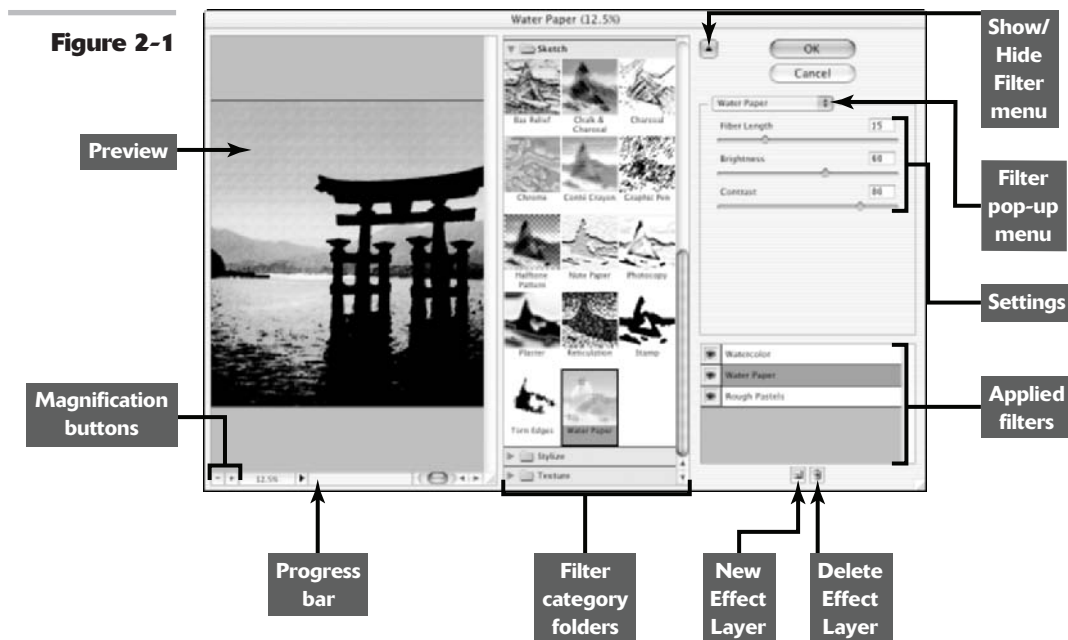 Figure 2-1
Water Paper (12.5%)
Sketch
Bas Relief
Chalk &
Charcoal
Charcoal
Chrome
Conté Crayon
Graphic Pen
Halftone
Pattern
Note Paper
Photocopy
Plaster
Reticulation
Stamp
Torn Edges
Water Paper
Stylize
Texture
OK
Cancel
Water Paper
Fiber Length
15
Brightness
60
Contrast
80
Watercolor
Water Paper
Rough Pastels
12.5%
Preview
Magnification
buttons
Progress
bar
Filter
category
folders
New
Effect
Layer
Delete
Effect
Layer
Show/
Hide
Filter
menu
Filter
pop-up
menu
Settings
Applied
filters